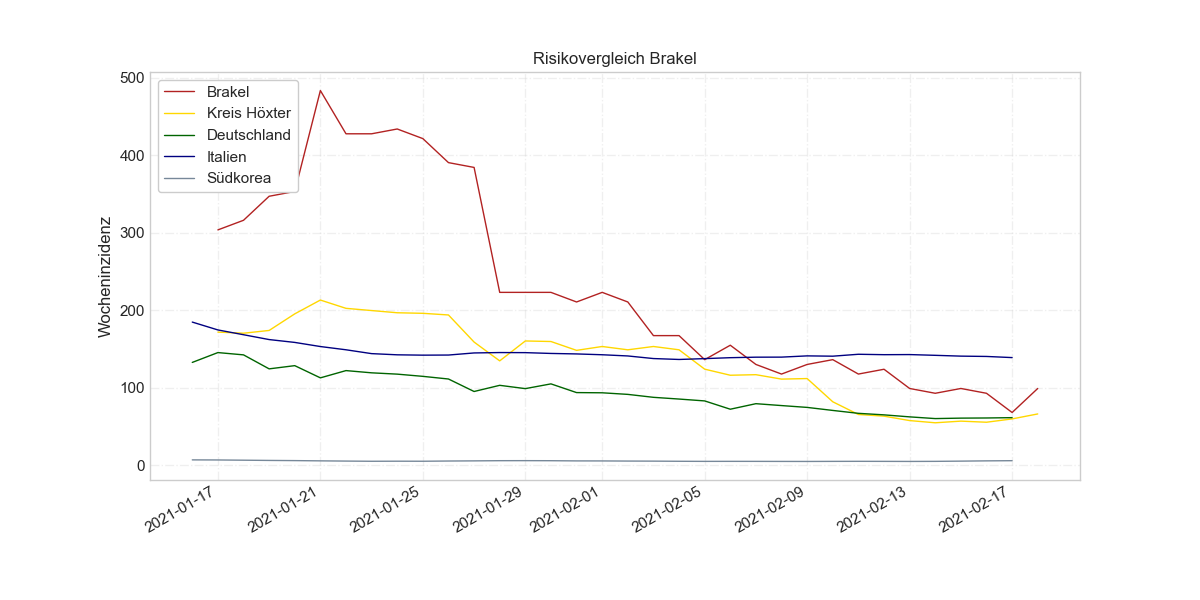 Risikovergleich Brakel
Wocheninzidenz
500
400
300
200
100
0
Brakel
Kreis Höxter
Deutschland
Italien
Südkorea
2021-01-17
2021-01-21
2021-01-25
2021-01-29
2021-02-01
2021-02-05
2021-02-09
2021-02-13
2021-02-17